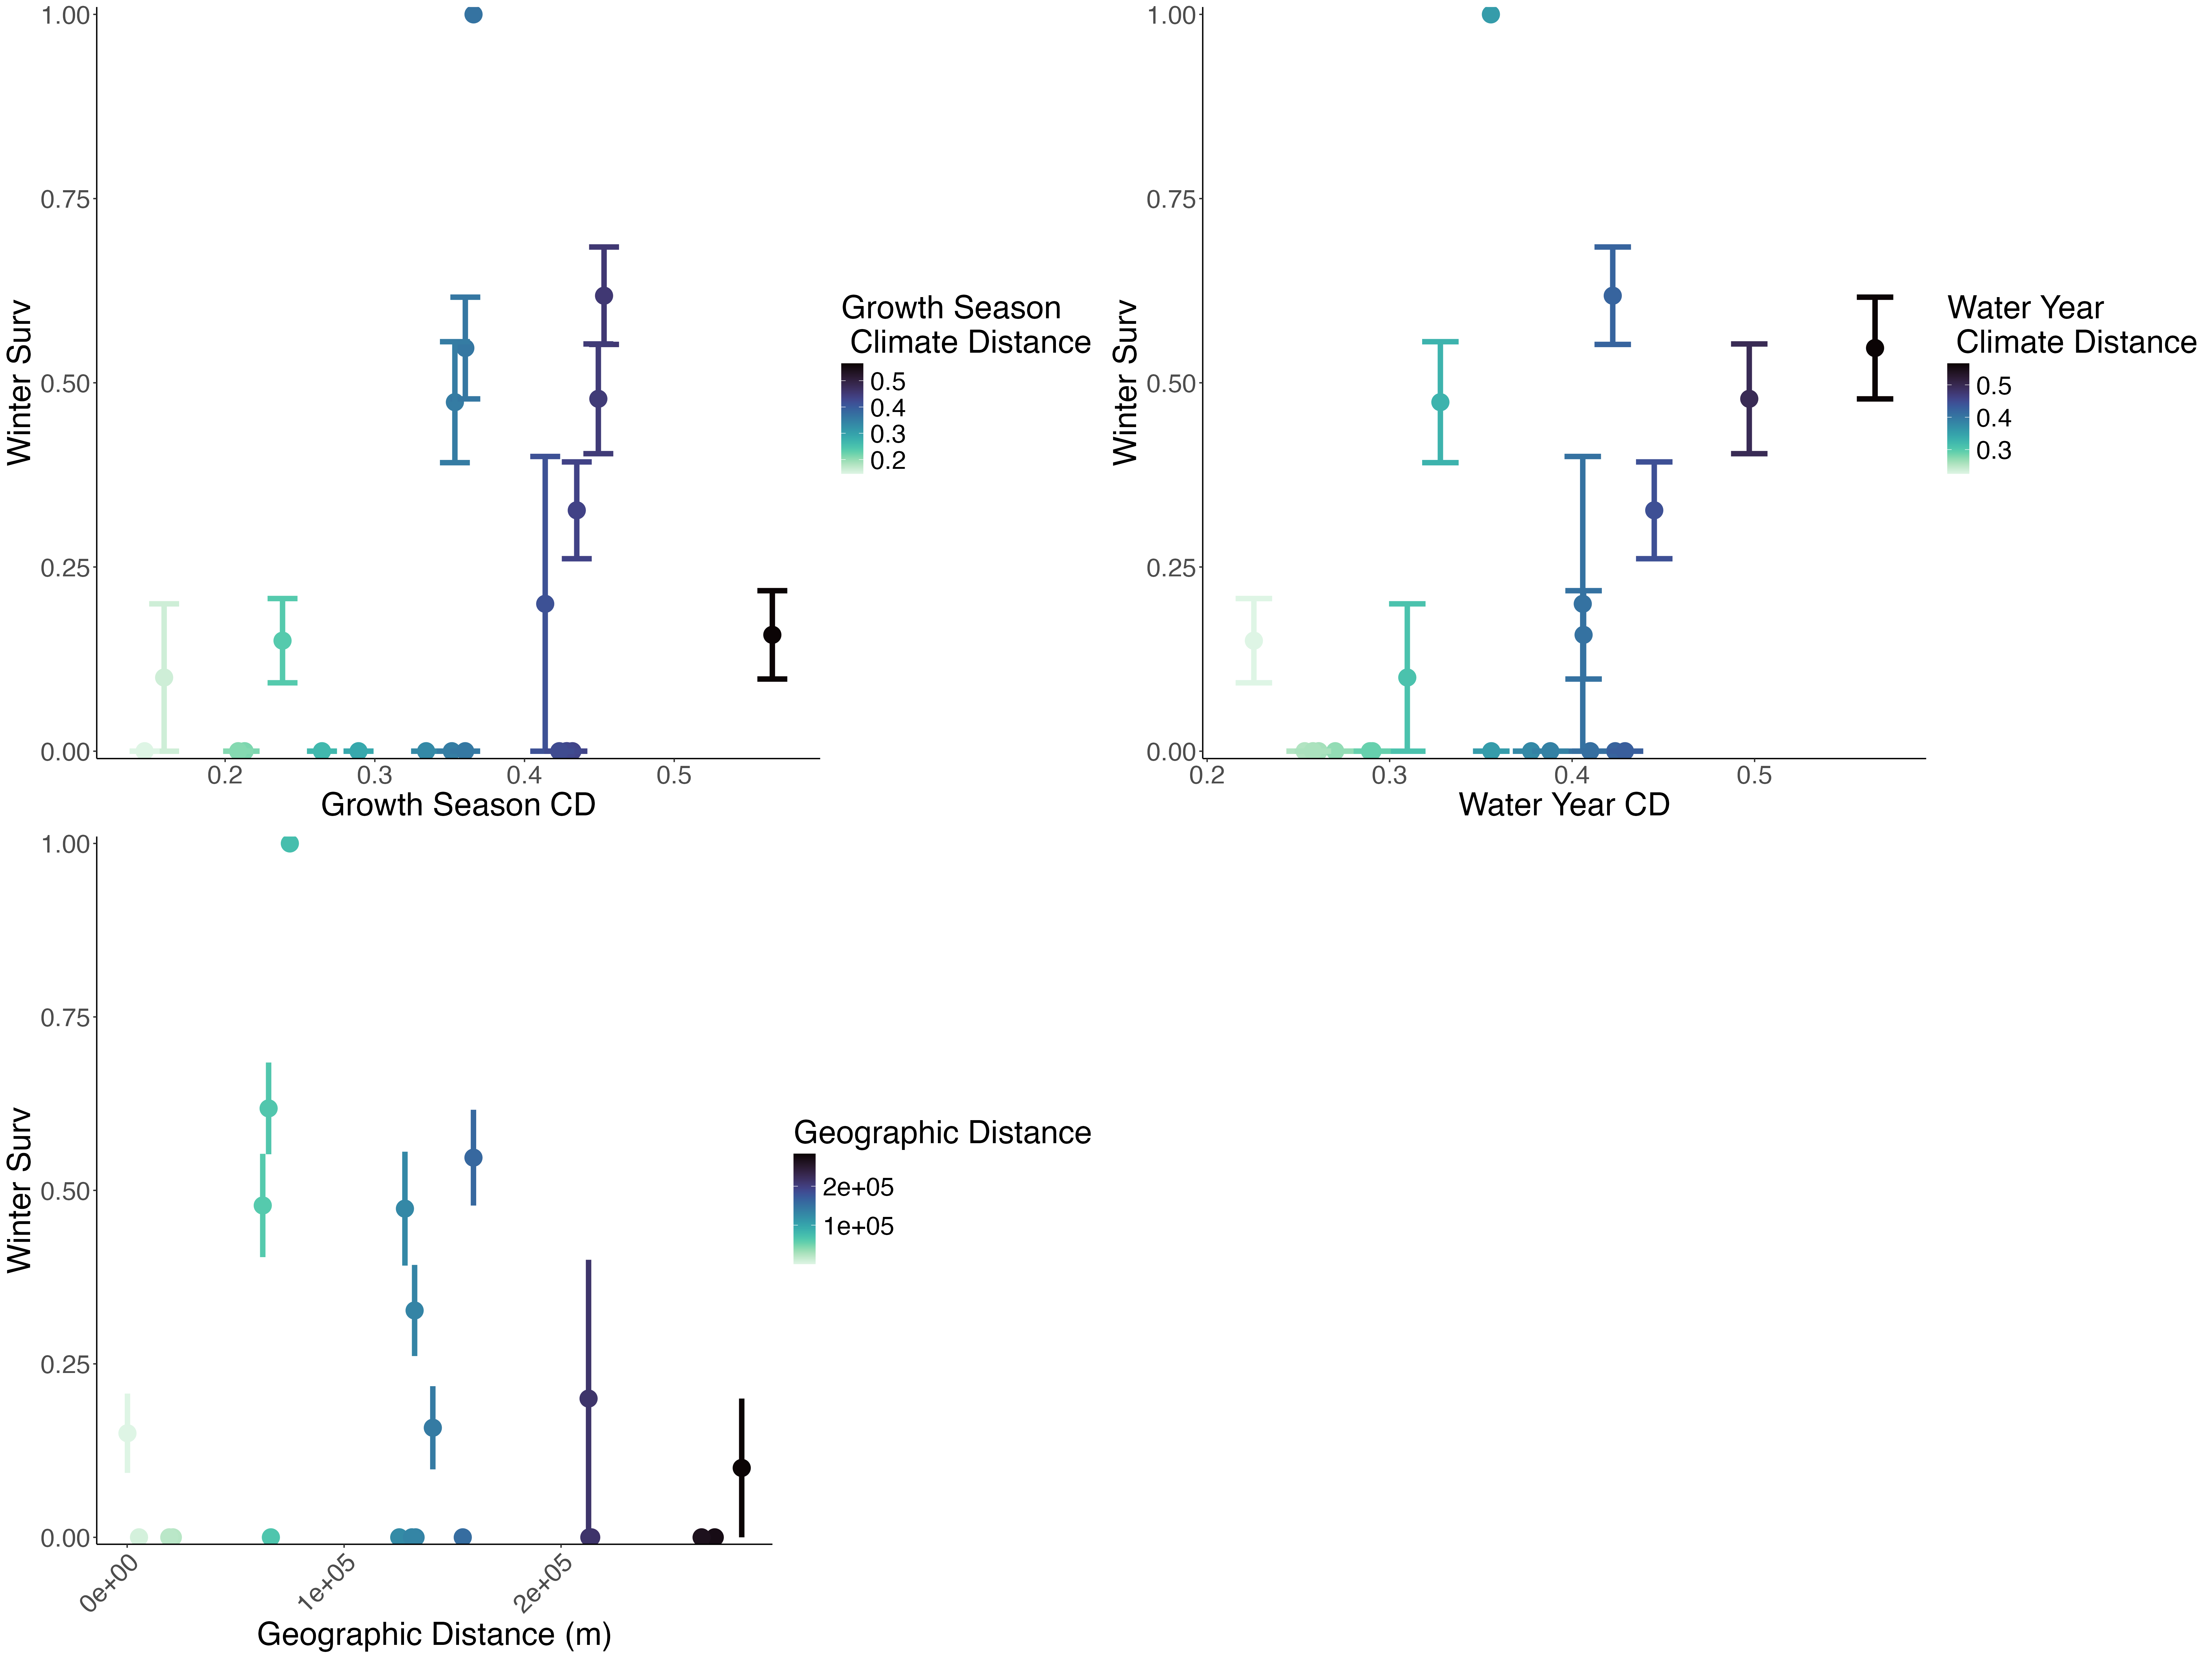 1.00
0.75
0.50
0.25
0.00
Winter Surv
0.2 0.3 0.4 0.5
Growth Season CD
Growth Season
Climate Distance
0.5
0.4
0.3
0.2
1.00
0.75
0.50
0.25
0.00
Winter Surv
0.2 0.3 0.4 0.5
Water Year CD
Water Year
Climate Distance
0.5
0.4
0.3
1.00
0.75
0.50
0.25
0.00
Winter Surv
0e+00 1e+05 2e+05
Geographic Distance (m)
Geographic Distance
2e+05
1e+05